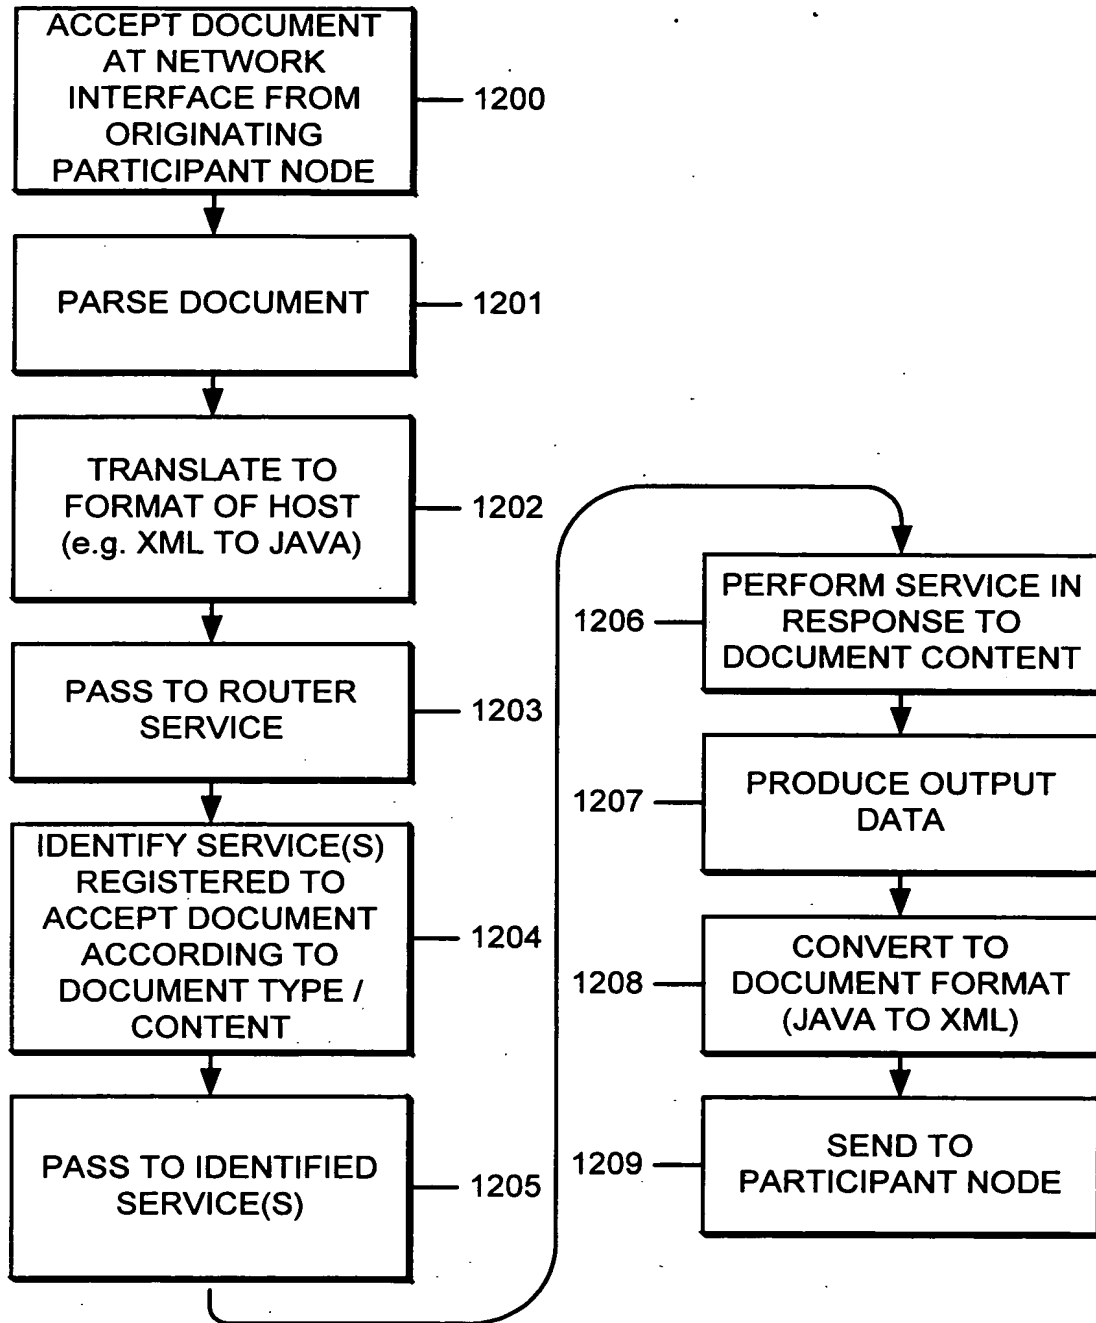 ACCEPT DOCUMENT
AT NETWORK
INTERFACE FROM
ORIGINATING
PARTICIPANT NODE
1200
PARSE DOCUMENT
1201
TRANSLATE TO
FORMAT OF HOST
(e.g. XML TO JAVA)
1202
PASS TO ROUTER
SERVICE
1203
IDENTIFY SERVICE(S)
REGISTERED TO
ACCEPT DOCUMENT
ACCORDING TO
DOCUMENT TYPE /
CONTENT
1204
PASS TO IDENTIFIED
SERVICE(S)
1205
PERFORM SERVICE IN
RESPONSE TO
DOCUMENT CONTENT
1206
PRODUCE OUTPUT
DATA
1207
CONVERT TO
DOCUMENT FORMAT
(JAVA TO XML)
1208
SEND TO
PARTICIPANT NODE
1209